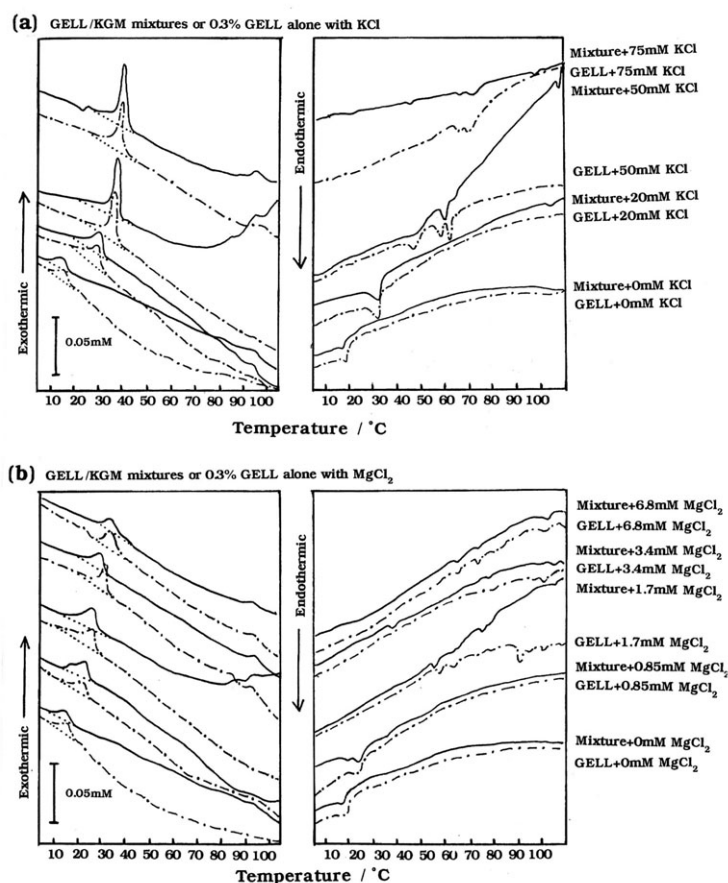 (a) GELL/KGM mixtures or 0.3% GELL alone with KCl
Exothermic
0.05mM
Endothermic
Mixture+75mM KCl
GELL+75mM KCl
Mixture+50mM KCl
GELL+50mM KCl
Mixture+20mM KCl
GELL+20mM KCl
Mixture+0mM KCl
GELL+0mM KCl
10 20 30 40 50 60 70 80 90 100
10 20 30 40 50 60 70 80 90 100
Temperature / °C
(b) GELL/KGM mixtures or 0.3% GELL alone with MgCl₂
Exothermic
0.05mM
Endothermic
Mixture+6.8mM MgCl₂
GELL+6.8mM MgCl₂
Mixture+3.4mM MgCl₂
GELL+3.4mM MgCl₂
Mixture+1.7mM MgCl₂
GELL+1.7mM MgCl₂
Mixture+0.85mM MgCl₂
GELL+0.85mM MgCl₂
Mixture+0mM MgCl₂
GELL+0mM MgCl₂
10 20 30 40 50 60 70 80 90 100
10 20 30 40 50 60 70 80 90 100
Temperature / °C